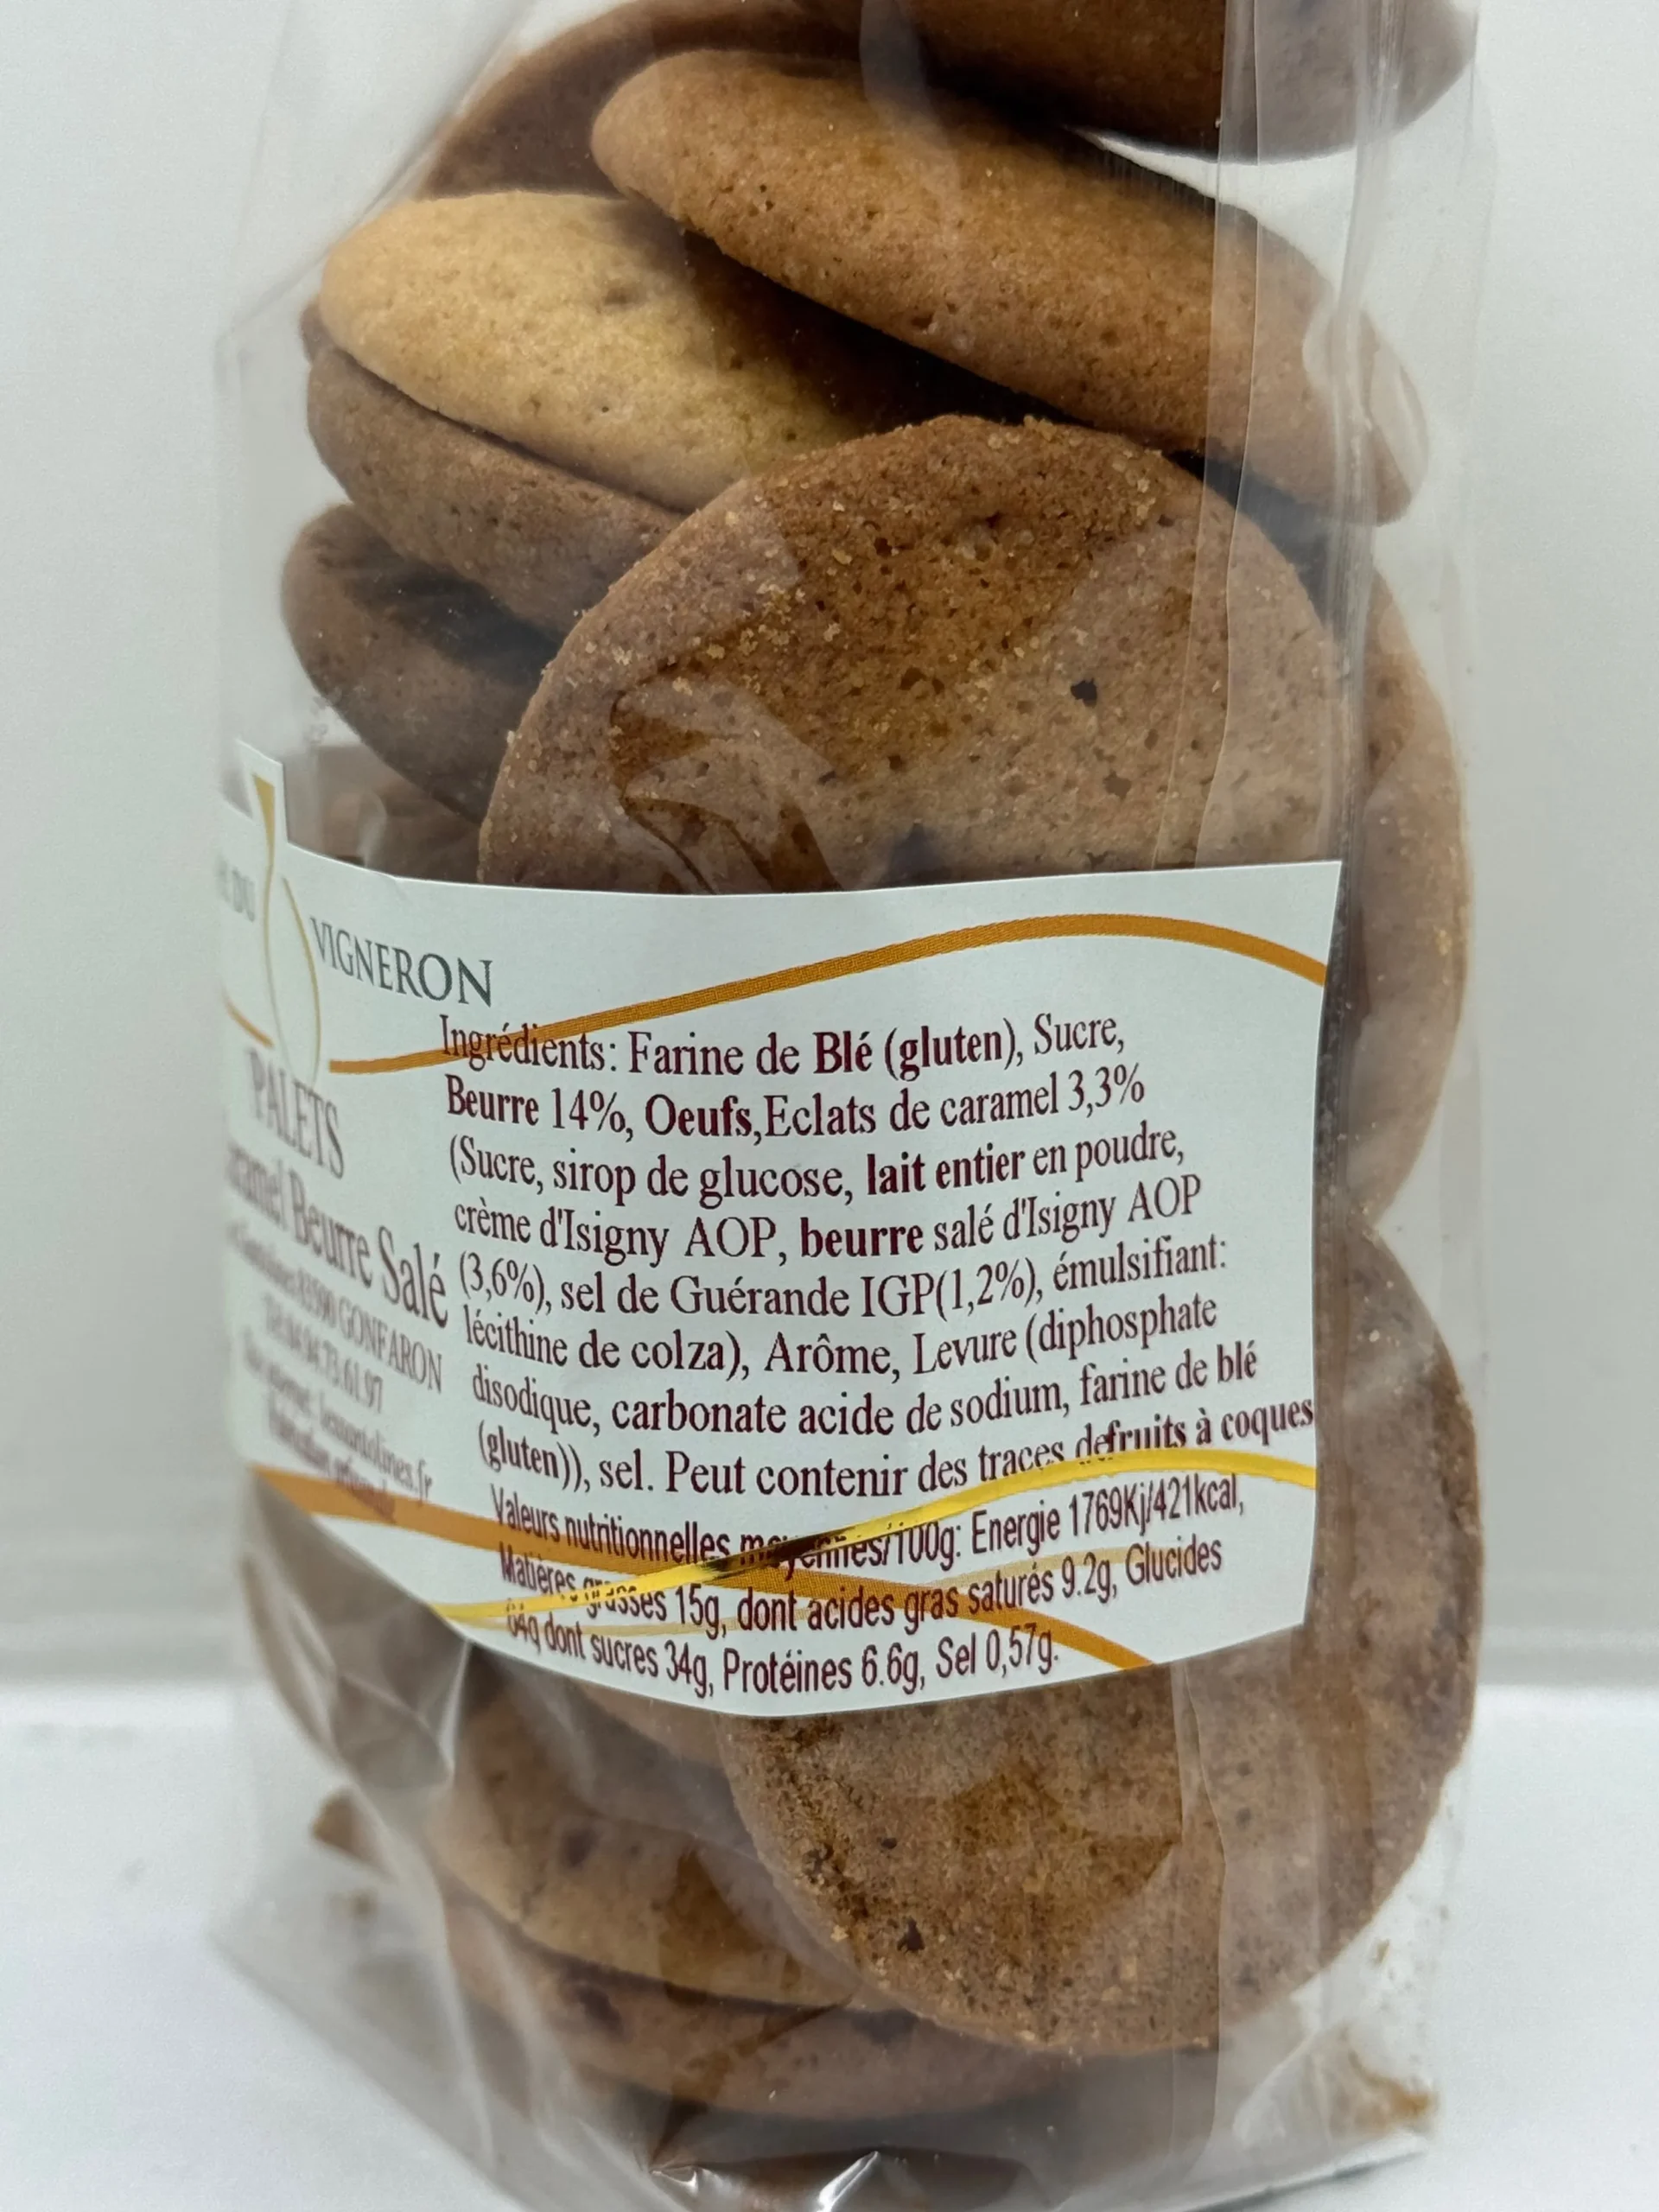 DU
VIGNERON
PALETS
Beurre Salé
83590 GONFARON
Ingrédients: Farine de Blé (gluten), Sucre,
Beurre 14%, Oeufs,Eclats de caramel 3,3%
(Sucre, sirop de glucose, lait entier en poudre,
crème d'Isigny AOP, beurre salé d'Isigny AOP
(3,6%), sel de Guérande IGP(1,2%), émulsifiant:
lécithine de colza), Arôme, Levure (diphosphate
disodique, carbonate acide de sodium, farine de blé
(gluten)), sel. Peut contenir des traces defruits à coques
Valeurs nutritionnelles moyennes/100g: Energie 1769Kj/421kcal,
Matières grasses 15g, dont acides gras saturés 9.2g, Glucides
64g dont sucres 34g, Protéines 6.6g, Sel 0,57g.